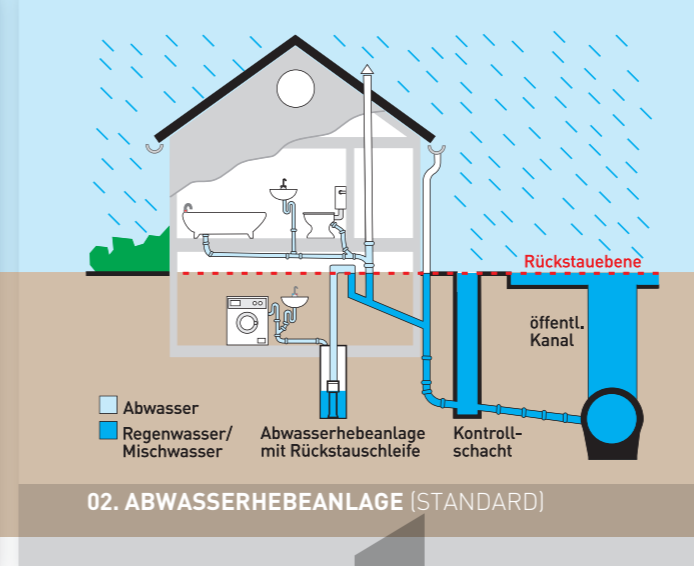 Rückstauebene
öffentl.
Kanal
Abwasser
Regenwasser/
Mischwasser
Abwasserhebeanlage
mit Rückstauschleife
Kontroll-
schacht
02. ABWASSERHEBEANLAGE (STANDARD)